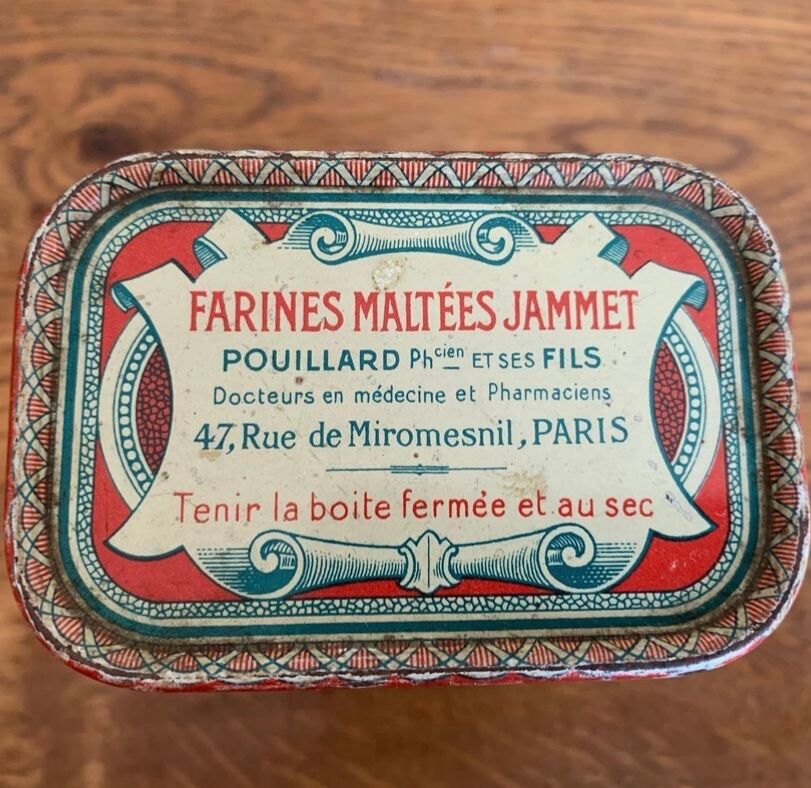 FARINES MALTÉES JAMMET
POUILLARD Phcien ET SES FILS
Docteurs en médecine et Pharmaciens
47, Rue de Miromesnil, PARIS
Tenir la boite fermée et au sec